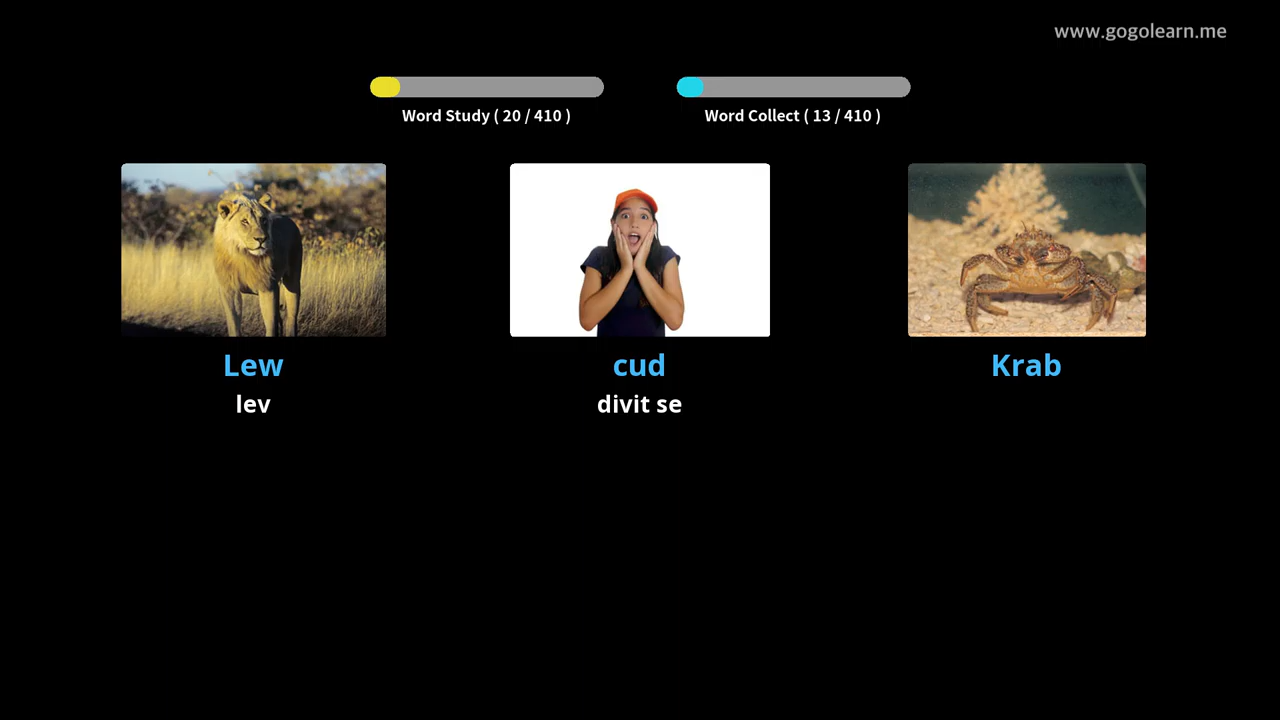 www.gogolearn.me
Word Study ( 20 / 410 )
Word Collect ( 13 / 410 )
Lew
cud
Krab
lev
divit se